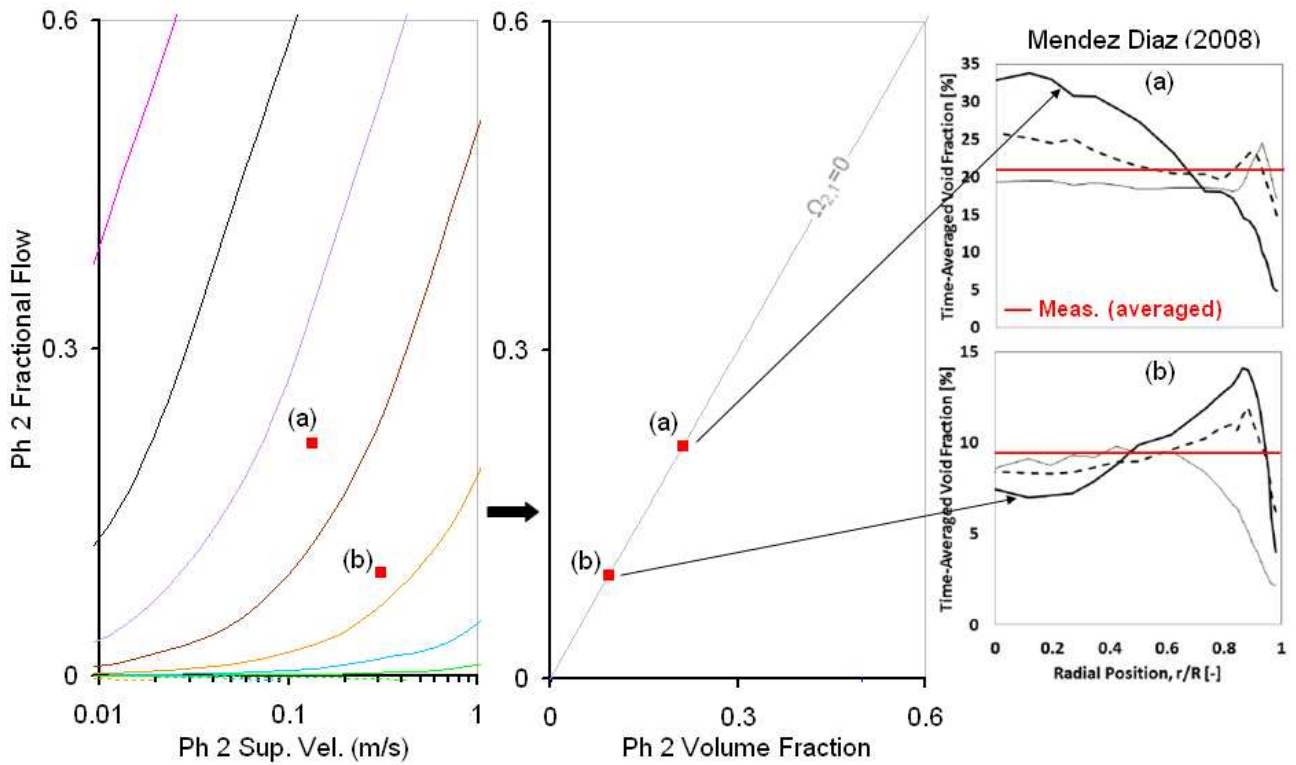 0.6
0.3
0
0.01
0.1
1
Ph 2 Fractional Flow
Ph 2 Sup. Vel. (m/s)
(a)
(b)
0.6
0.3
0
0
0.3
0.6
Ph 2 Volume Fraction
Ω2,1=0
(a)
(b)
Mendez Diaz (2008)
(a)
Time-Averaged Void Fraction [%]
35
30
25
20
15
10
5
0
Meas. (averaged)
(b)
Time-Averaged Void Fraction [%]
15
10
5
0
0
0.2
0.4
0.6
0.8
1
Radial Position, r/R [-]